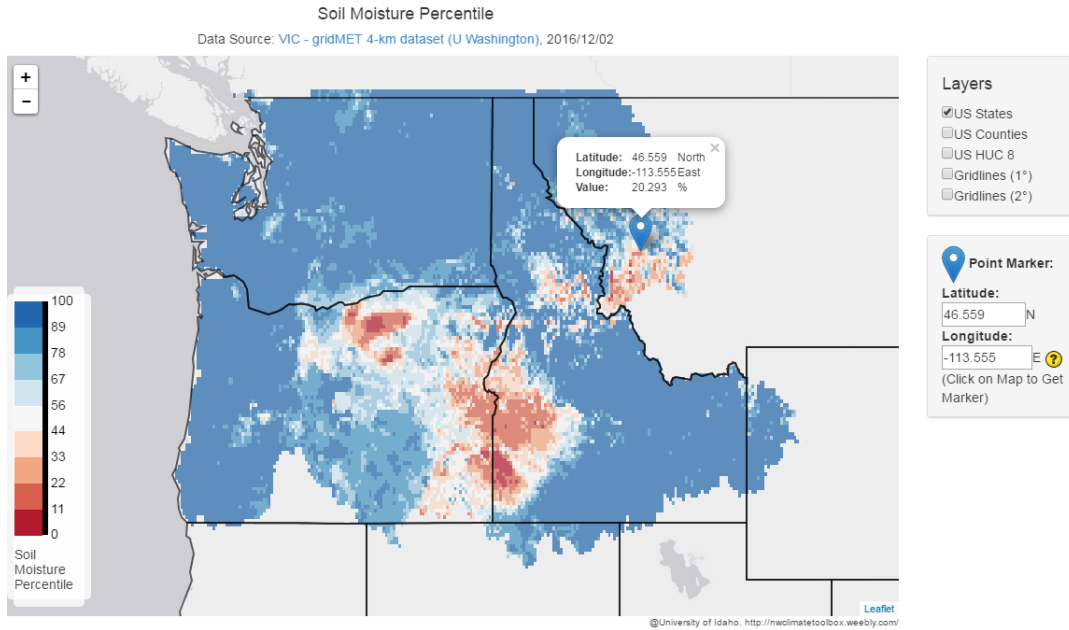 Soil Moisture Percentile
Data Source: VIC - gridMET 4-km dataset (U Washington), 2016/12/02
+
−
Latitude: 46.559 North
Longitude:-113.555East
Value: 20.293 %
×
Layers
US States
US Counties
US HUC 8
Gridlines (1°)
Gridlines (2°)
Point Marker:
Latitude:
46.559 N
Longitude:
-113.555 E ?
(Click on Map to Get
Marker)
100
89
78
67
56
44
33
22
11
0
Soil
Moisture
Percentile
Leaflet
@University of Idaho. http://nwclimatetoolbox.weebly.com/